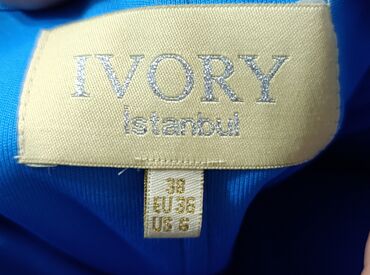 IVORY
istanbul
38
EU 36
US 6